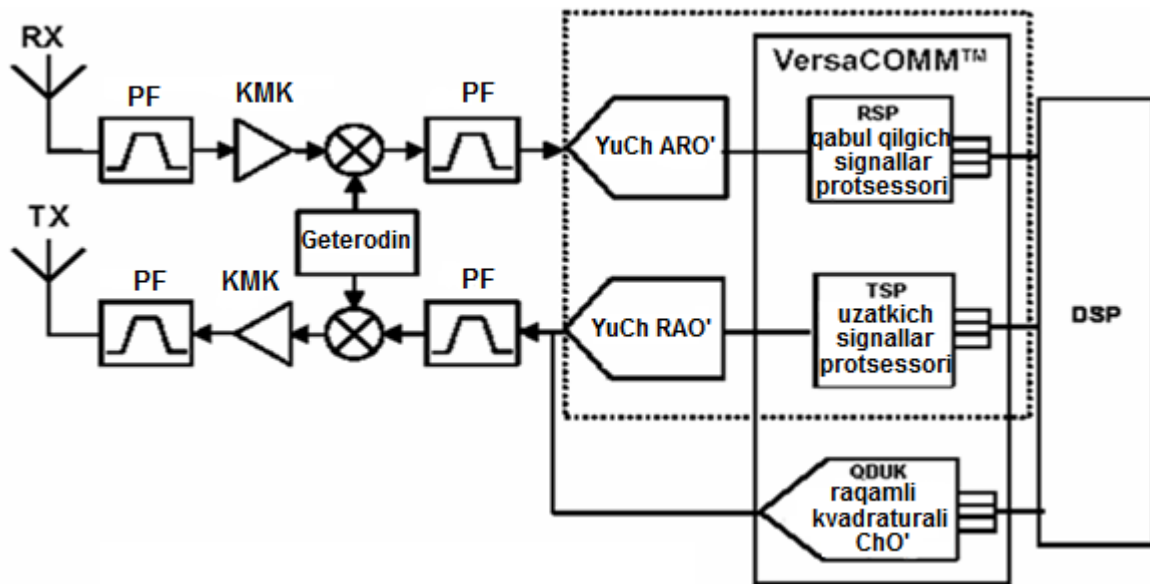 RX
PF
KMK
PF
VersaCOMM™
YuCh ARO'
RSP
qabul qilgich
signallar
protsessori
TX
Geterodin
PF
KMK
PF
YuCh RAO'
TSP
uzatkich
signallar
protsessori
DSP
QDUK
raqamli
kvadraturali
ChO'